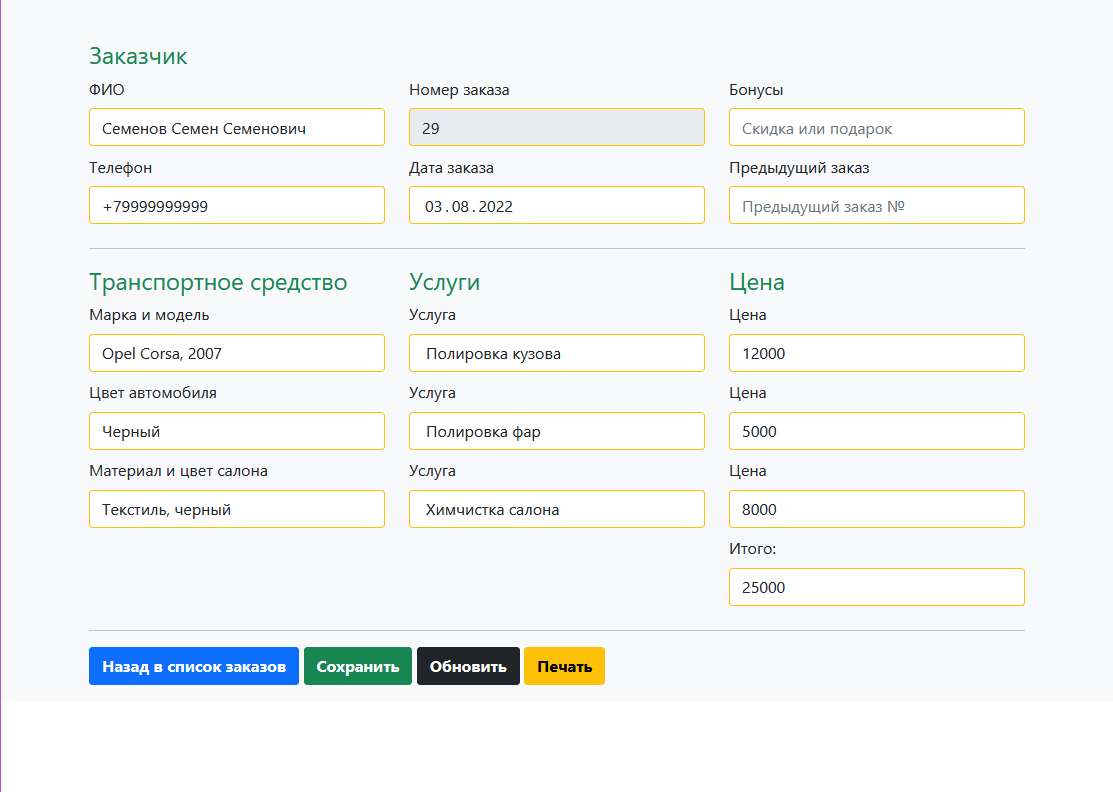 Заказчик
ФИО Номер заказа Бонусы
Семенов Семен Семенович 29 Скидка или подарок
Телефон Дата заказа Предыдущий заказ
+79999999999 03.08.2022 Предыдущий заказ №
Транспортное средство Услуги Цена
Марка и модель Услуга Цена
Opel Corsa, 2007 Полировка кузова 12000
Цвет автомобиля Услуга Цена
Черный Полировка фар 5000
Материал и цвет салона Услуга Цена
Текстиль, черный Химчистка салона 8000
Итого:
25000
Назад в список заказов Сохранить Обновить Печать